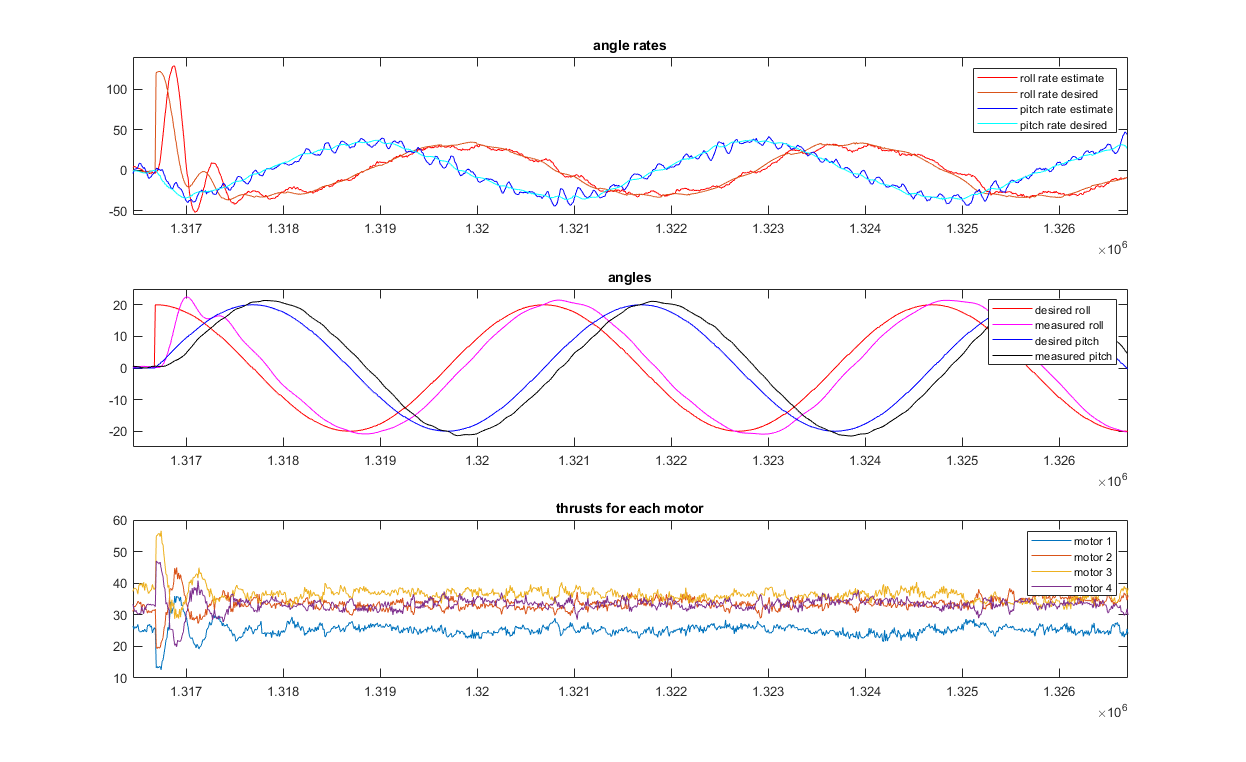 angle rates
100
50
0
-50
roll rate estimate
roll rate desired
pitch rate estimate
pitch rate desired
1.317 1.318 1.319 1.32 1.321 1.322 1.323 1.324 1.325 1.326
×10^6
angles
20
10
0
-10
-20
desired roll
measured roll
desired pitch
measured pitch
1.317 1.318 1.319 1.32 1.321 1.322 1.323 1.324 1.325 1.326
×10^6
thrusts for each motor
60
50
40
30
20
10
motor 1
motor 2
motor 3
motor 4
1.317 1.318 1.319 1.32 1.321 1.322 1.323 1.324 1.325 1.326
×10^6